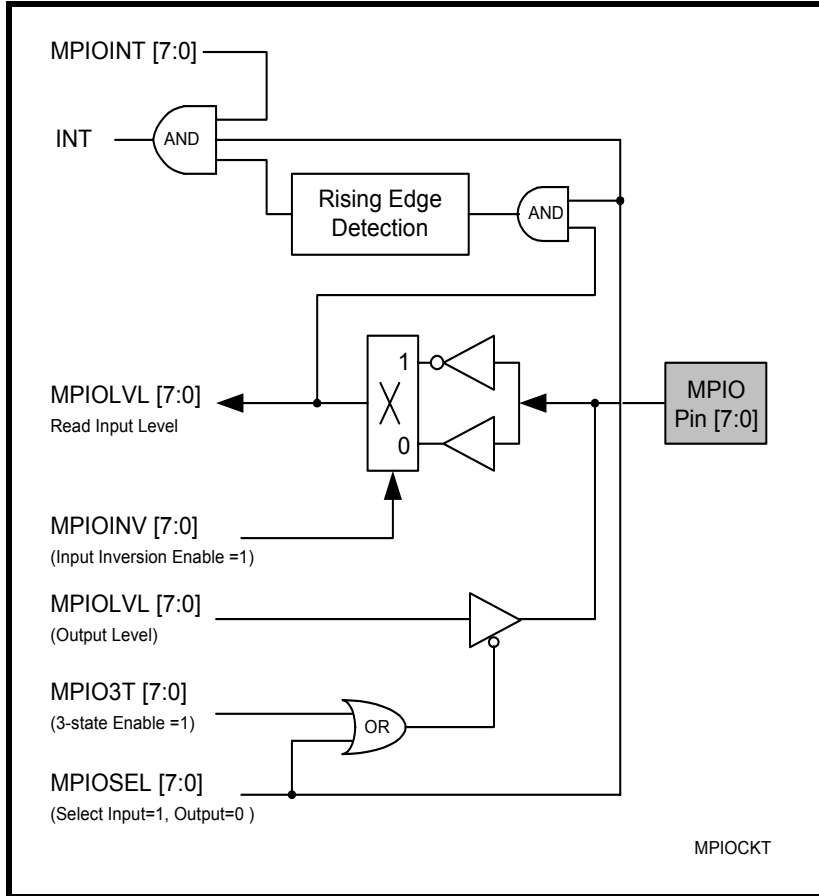 MPIOINT [7:0]
INT
AND
Rising Edge
Detection
AND
MPIOLVL [7:0]
Read Input Level
1
0
MPIO
Pin [7:0]
MPIOINV [7:0]
(Input Inversion Enable =1)
MPIOLVL [7:0]
(Output Level)
MPIO3T [7:0]
(3-state Enable =1)
OR
MPIOSEL [7:0]
(Select Input=1, Output=0 )
MPIOCKT